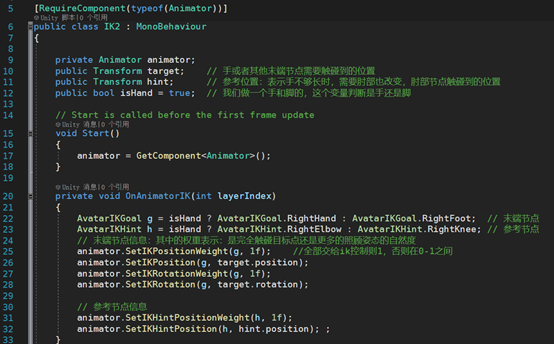 5 [RequireComponent(typeof(Animator))]
Unity 脚本|0 个引用
6 public class IK2 : MonoBehaviour
7 {
8
9 private Animator animator;
10 public Transform target; // 手或者其他末端节点需要触碰到的位置
11 public Transform hint; // 参考位置：表示手不够长时，需要肘部也改变，肘部节点触碰到的位置
12 public bool isHand = true; // 我们做一个手和脚的，这个变量判断是手还是脚
13
14 // Start is called before the first frame update
Unity 消息|0 个引用
15 void Start()
16 {
17 animator = GetComponent<Animator>();
18 }
19
Unity 消息|0 个引用
20 private void OnAnimatorIK(int layerIndex)
21 {
22 AvatarIKGoal g = isHand ? AvatarIKGoal.RightHand : AvatarIKGoal.RightFoot; // 末端节点
23 AvatarIKHint h = isHand ? AvatarIKHint.RightElbow : AvatarIKHint.RightKnee; // 参考节点
24 // 末端节点信息：其中的权重表示：是完全触碰目标点还是更多的照顾姿态的自然度
25 animator.SetIKPositionWeight(g, 1f); //全部交给ik控制则1，否则在0-1之间
26 animator.SetIKPosition(g, target.position);
27 animator.SetIKRotationWeight(g, 1f);
28 animator.SetIKRotation(g, target.rotation);
29
30 // 参考节点信息
31 animator.SetIKHintPositionWeight(h, 1f);
32 animator.SetIKHintPosition(h, hint.position); ;
33 }